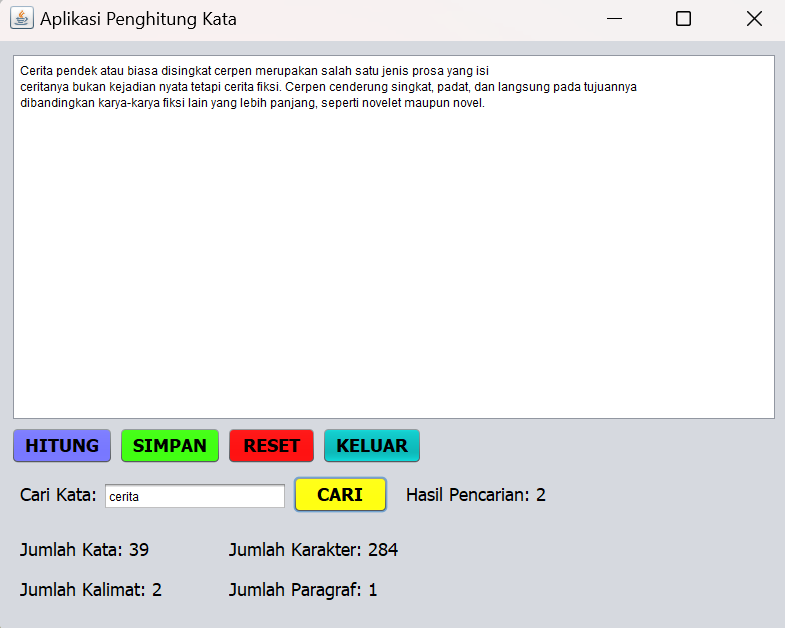 Aplikasi Penghitung Kata
Cerita pendek atau biasa disingkat cerpen merupakan salah satu jenis prosa yang isi
ceritanya bukan kejadian nyata tetapi cerita fiksi. Cerpen cenderung singkat, padat, dan langsung pada tujuannya
dibandingkan karya-karya fiksi lain yang lebih panjang, seperti novelet maupun novel.
HITUNG SIMPAN RESET KELUAR
Cari Kata: cerita CARI Hasil Pencarian: 2
Jumlah Kata: 39 Jumlah Karakter: 284
Jumlah Kalimat: 2 Jumlah Paragraf: 1